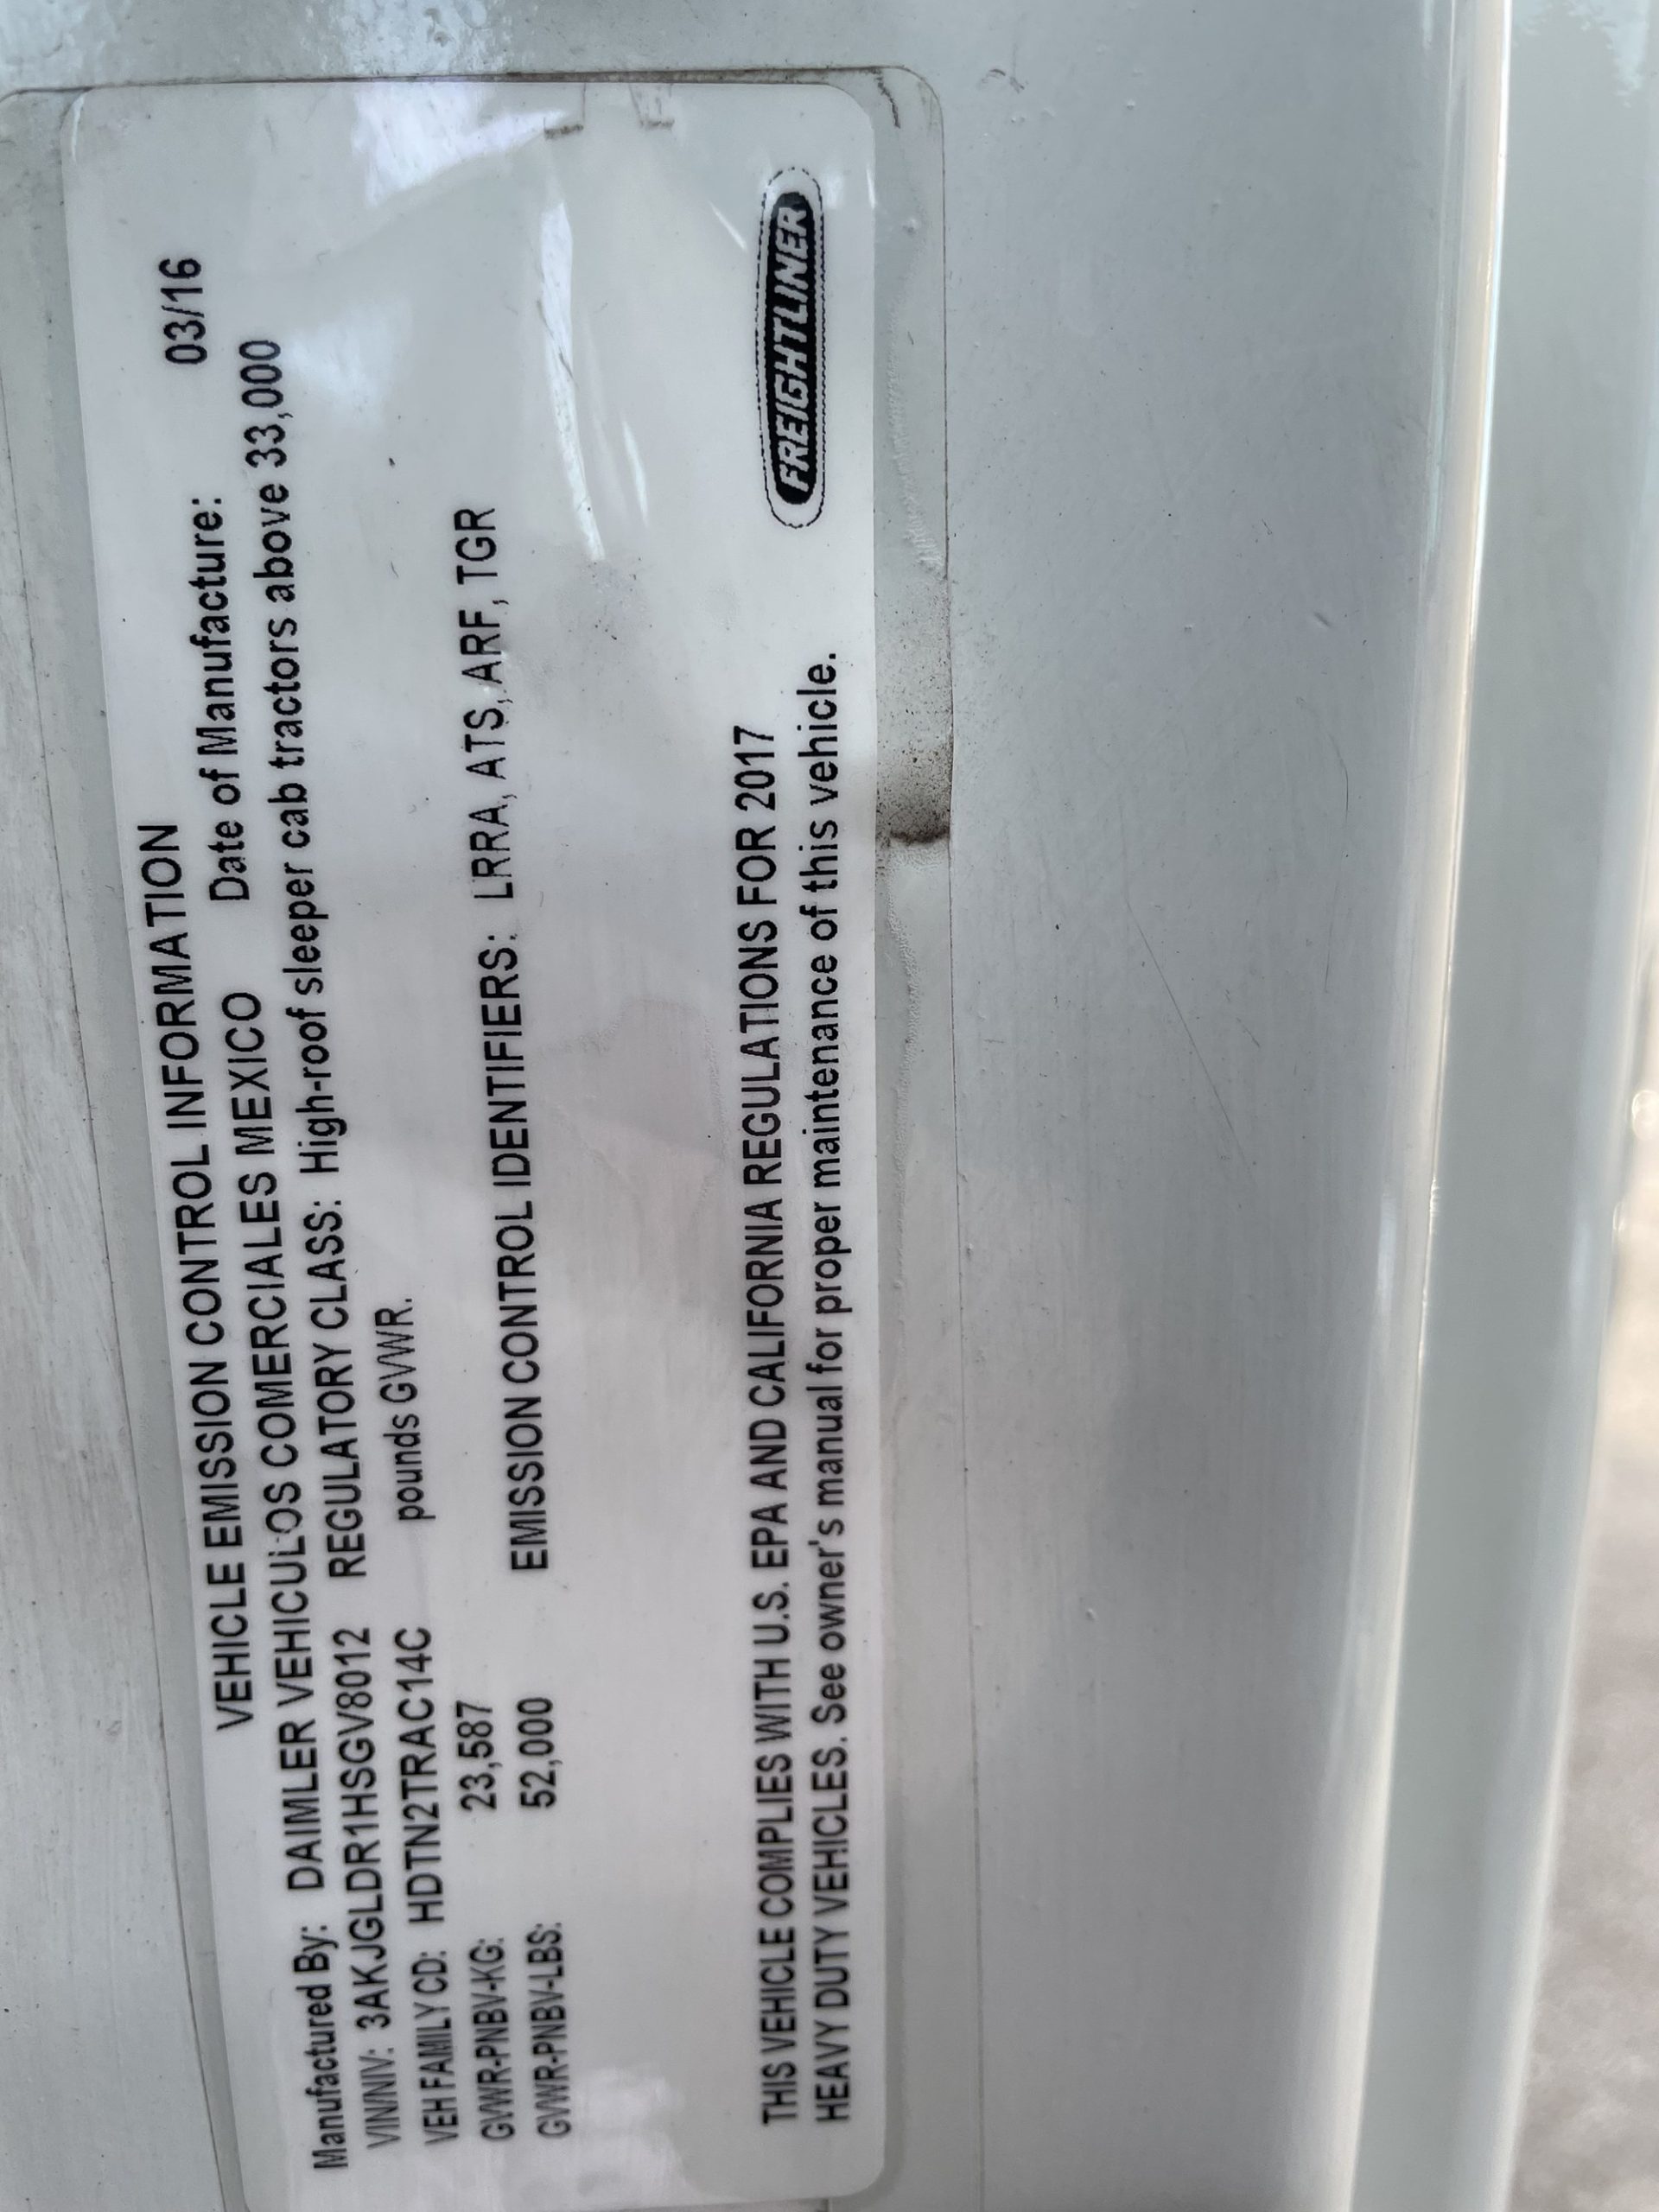 VEHICLE EMISSION CONTROL INFORMATION
Manufactured By: DAIMLER VEHICULOS COMERCIALES MEXICO Date of Manufacture: 03/16
VIN/NIV: 3AKJGLDR1HSGV8012 REGULATORY CLASS: High-roof sleeper cab tractors above 33,000
pounds GVWR.
VEH FAMILY CD: HDTN2TRAC14C
GVWR-PNBV-KG: 23,587
GVWR-PNBV-LBS: 52,000 EMISSION CONTROL IDENTIFIERS: LRRA, ATS, ARF, TGR
THIS VEHICLE COMPLIES WITH U.S. EPA AND CALIFORNIA REGULATIONS FOR 2017
HEAVY DUTY VEHICLES. See owner's manual for proper maintenance of this vehicle.
FREIGHTLINER